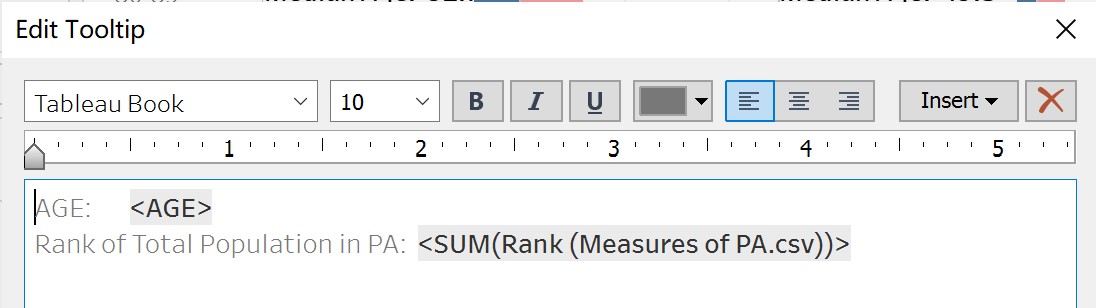 Edit Tooltip
Tableau Book 10 B I U Insert
1 2 3 4 5
AGE: <AGE>
Rank of Total Population in PA: <SUM(Rank (Measures of PA.csv))>